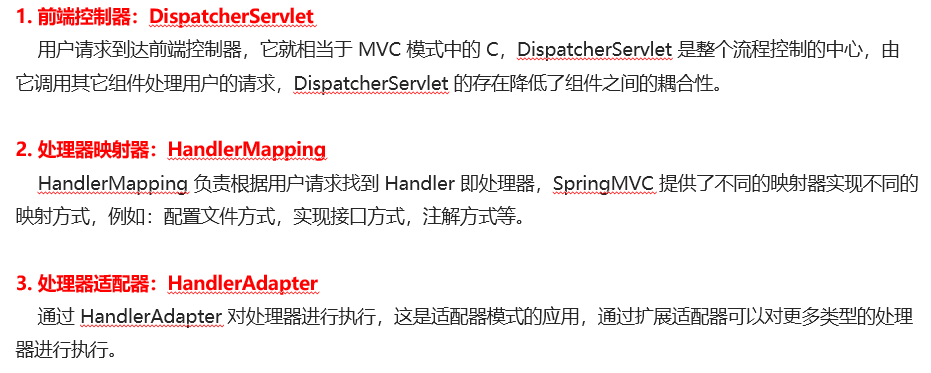 1. 前端控制器：DispatcherServlet
用户请求到达前端控制器，它就相当于 MVC 模式中的 C，DispatcherServlet 是整个流程控制的中心，由
它调用其它组件处理用户的请求，DispatcherServlet 的存在降低了组件之间的耦合性。
2. 处理器映射器：HandlerMapping
HandlerMapping 负责根据用户请求找到 Handler 即处理器，SpringMVC 提供了不同的映射器实现不同的
映射方式，例如：配置文件方式，实现接口方式，注解方式等。
3. 处理器适配器：HandlerAdapter
通过 HandlerAdapter 对处理器进行执行，这是适配器模式的应用，通过扩展适配器可以对更多类型的处理
器进行执行。